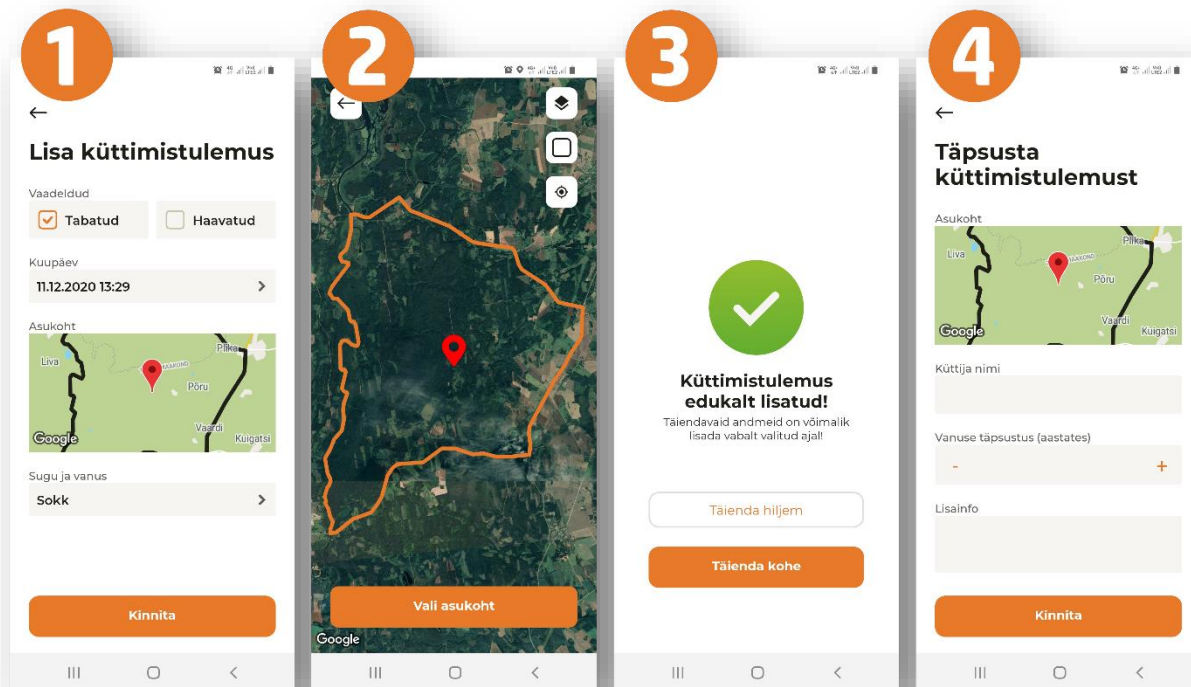 1
Lisa küttimistulemus
Vaadeldud
Tabatud
Haavatud
Kuupäev
11.12.2020 13:29
Asukoht
Liva
Plika
Põru
Vaardi
Kuigatsi
Google
Sugu ja vanus
Sokk
Kinnita
2
Vali asukoht
Google
3
Küttimistulemus
edukalt lisatud!
Täiendavaid andmeid on võimalik
lisada vabalt valitud ajal!
Täienda hiljem
Täienda kohe
4
Täpsusta
küttimistulemust
Asukoht
Liva
Plika
Põru
Vaardi
Kuigatsi
Google
Küttija nimi
Vanuse täpsustus (aastates)
- +
Lisainfo
Kinnita